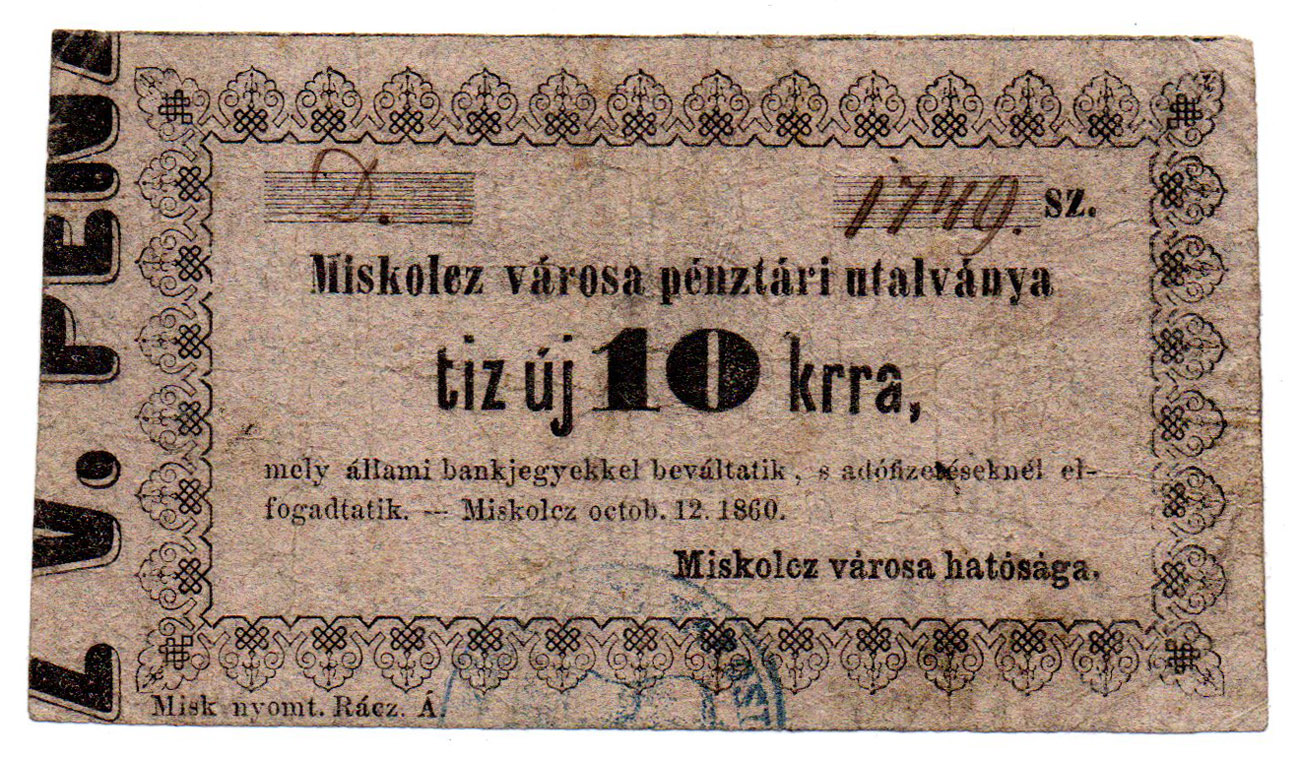 D. 1749. sz.
Miskolcz városa pénztári utalványa
tiz új 10 krra,
mely állami bankjegyekkel beváltatik, s adófizetéseknél el-
fogadtatik. — Miskolcz octob. 12. 1860.
Miskolcz városa hatósága.
Misk nyomt. Rácz. Á.
Z V. PÉNZ